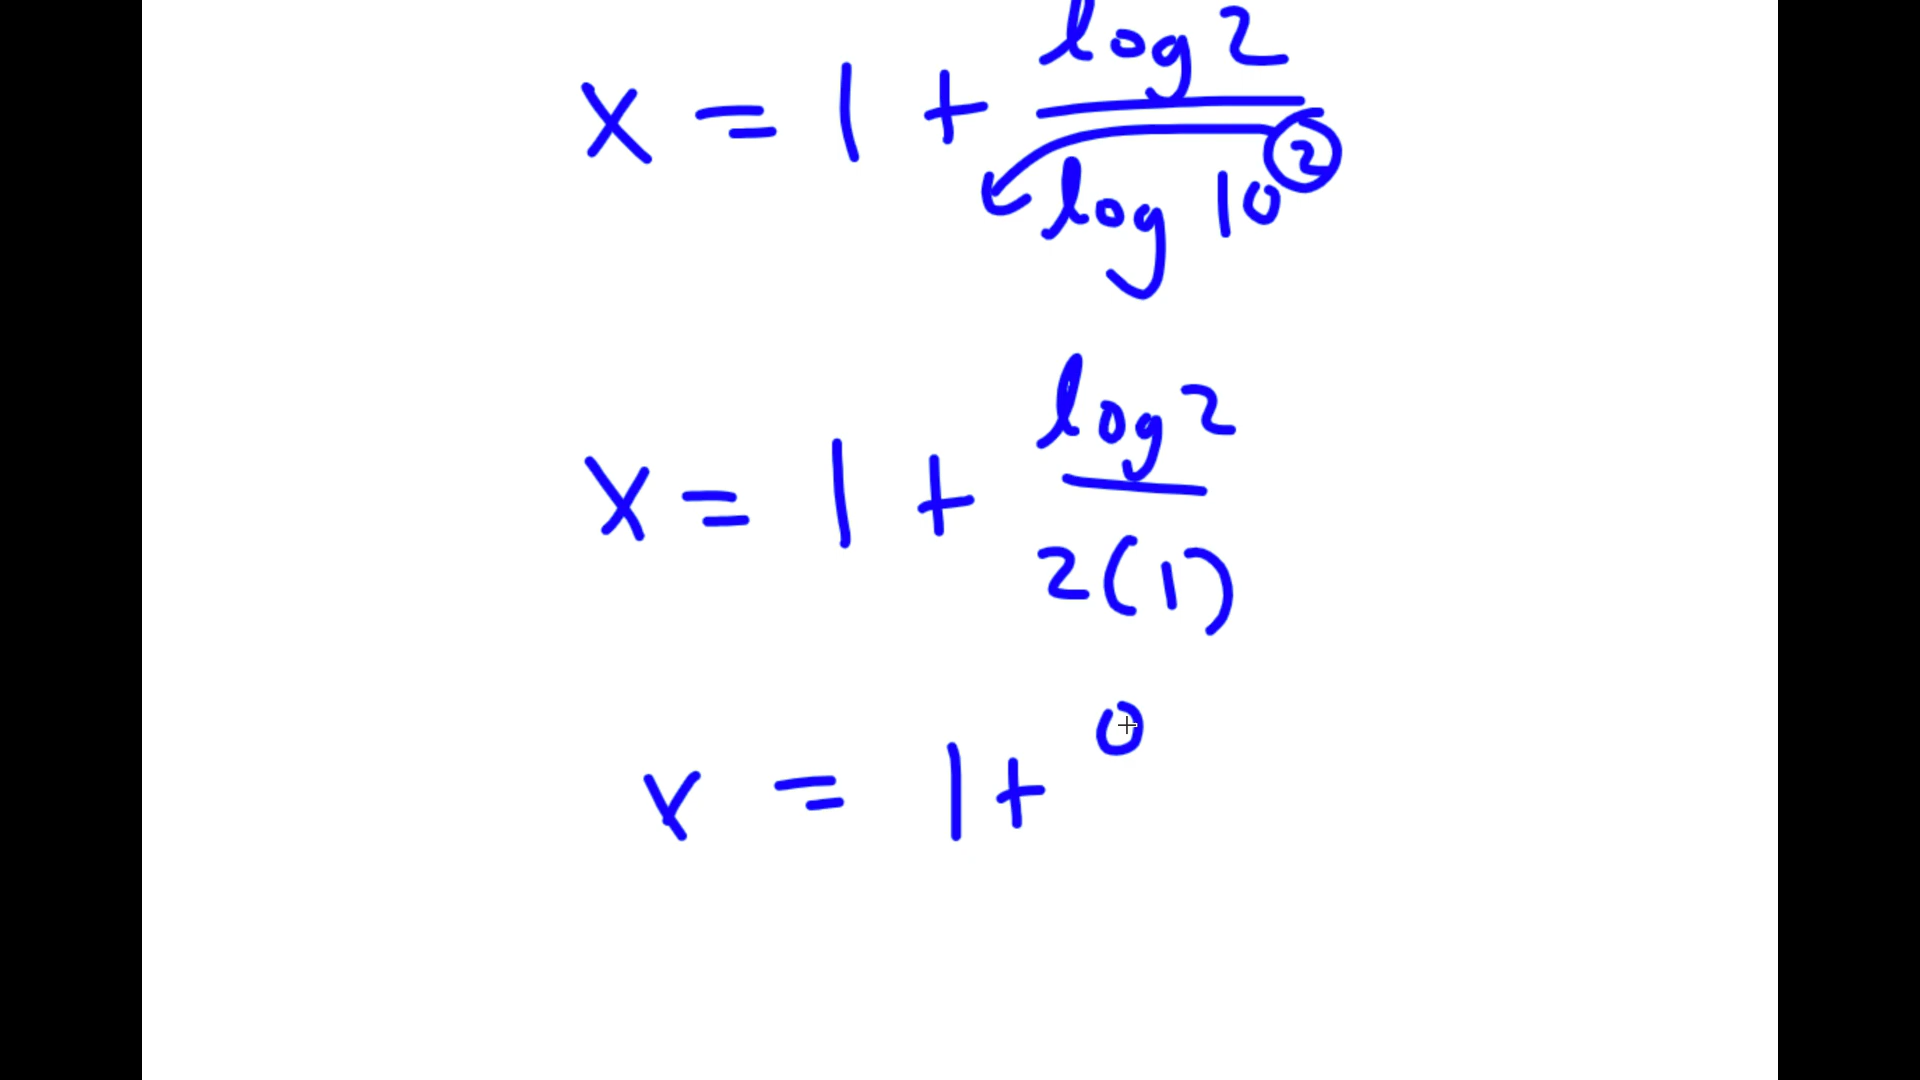 x = 1 + log 2 / log 10²
x = 1 + log 2 / 2(1)
x = 1 + 0